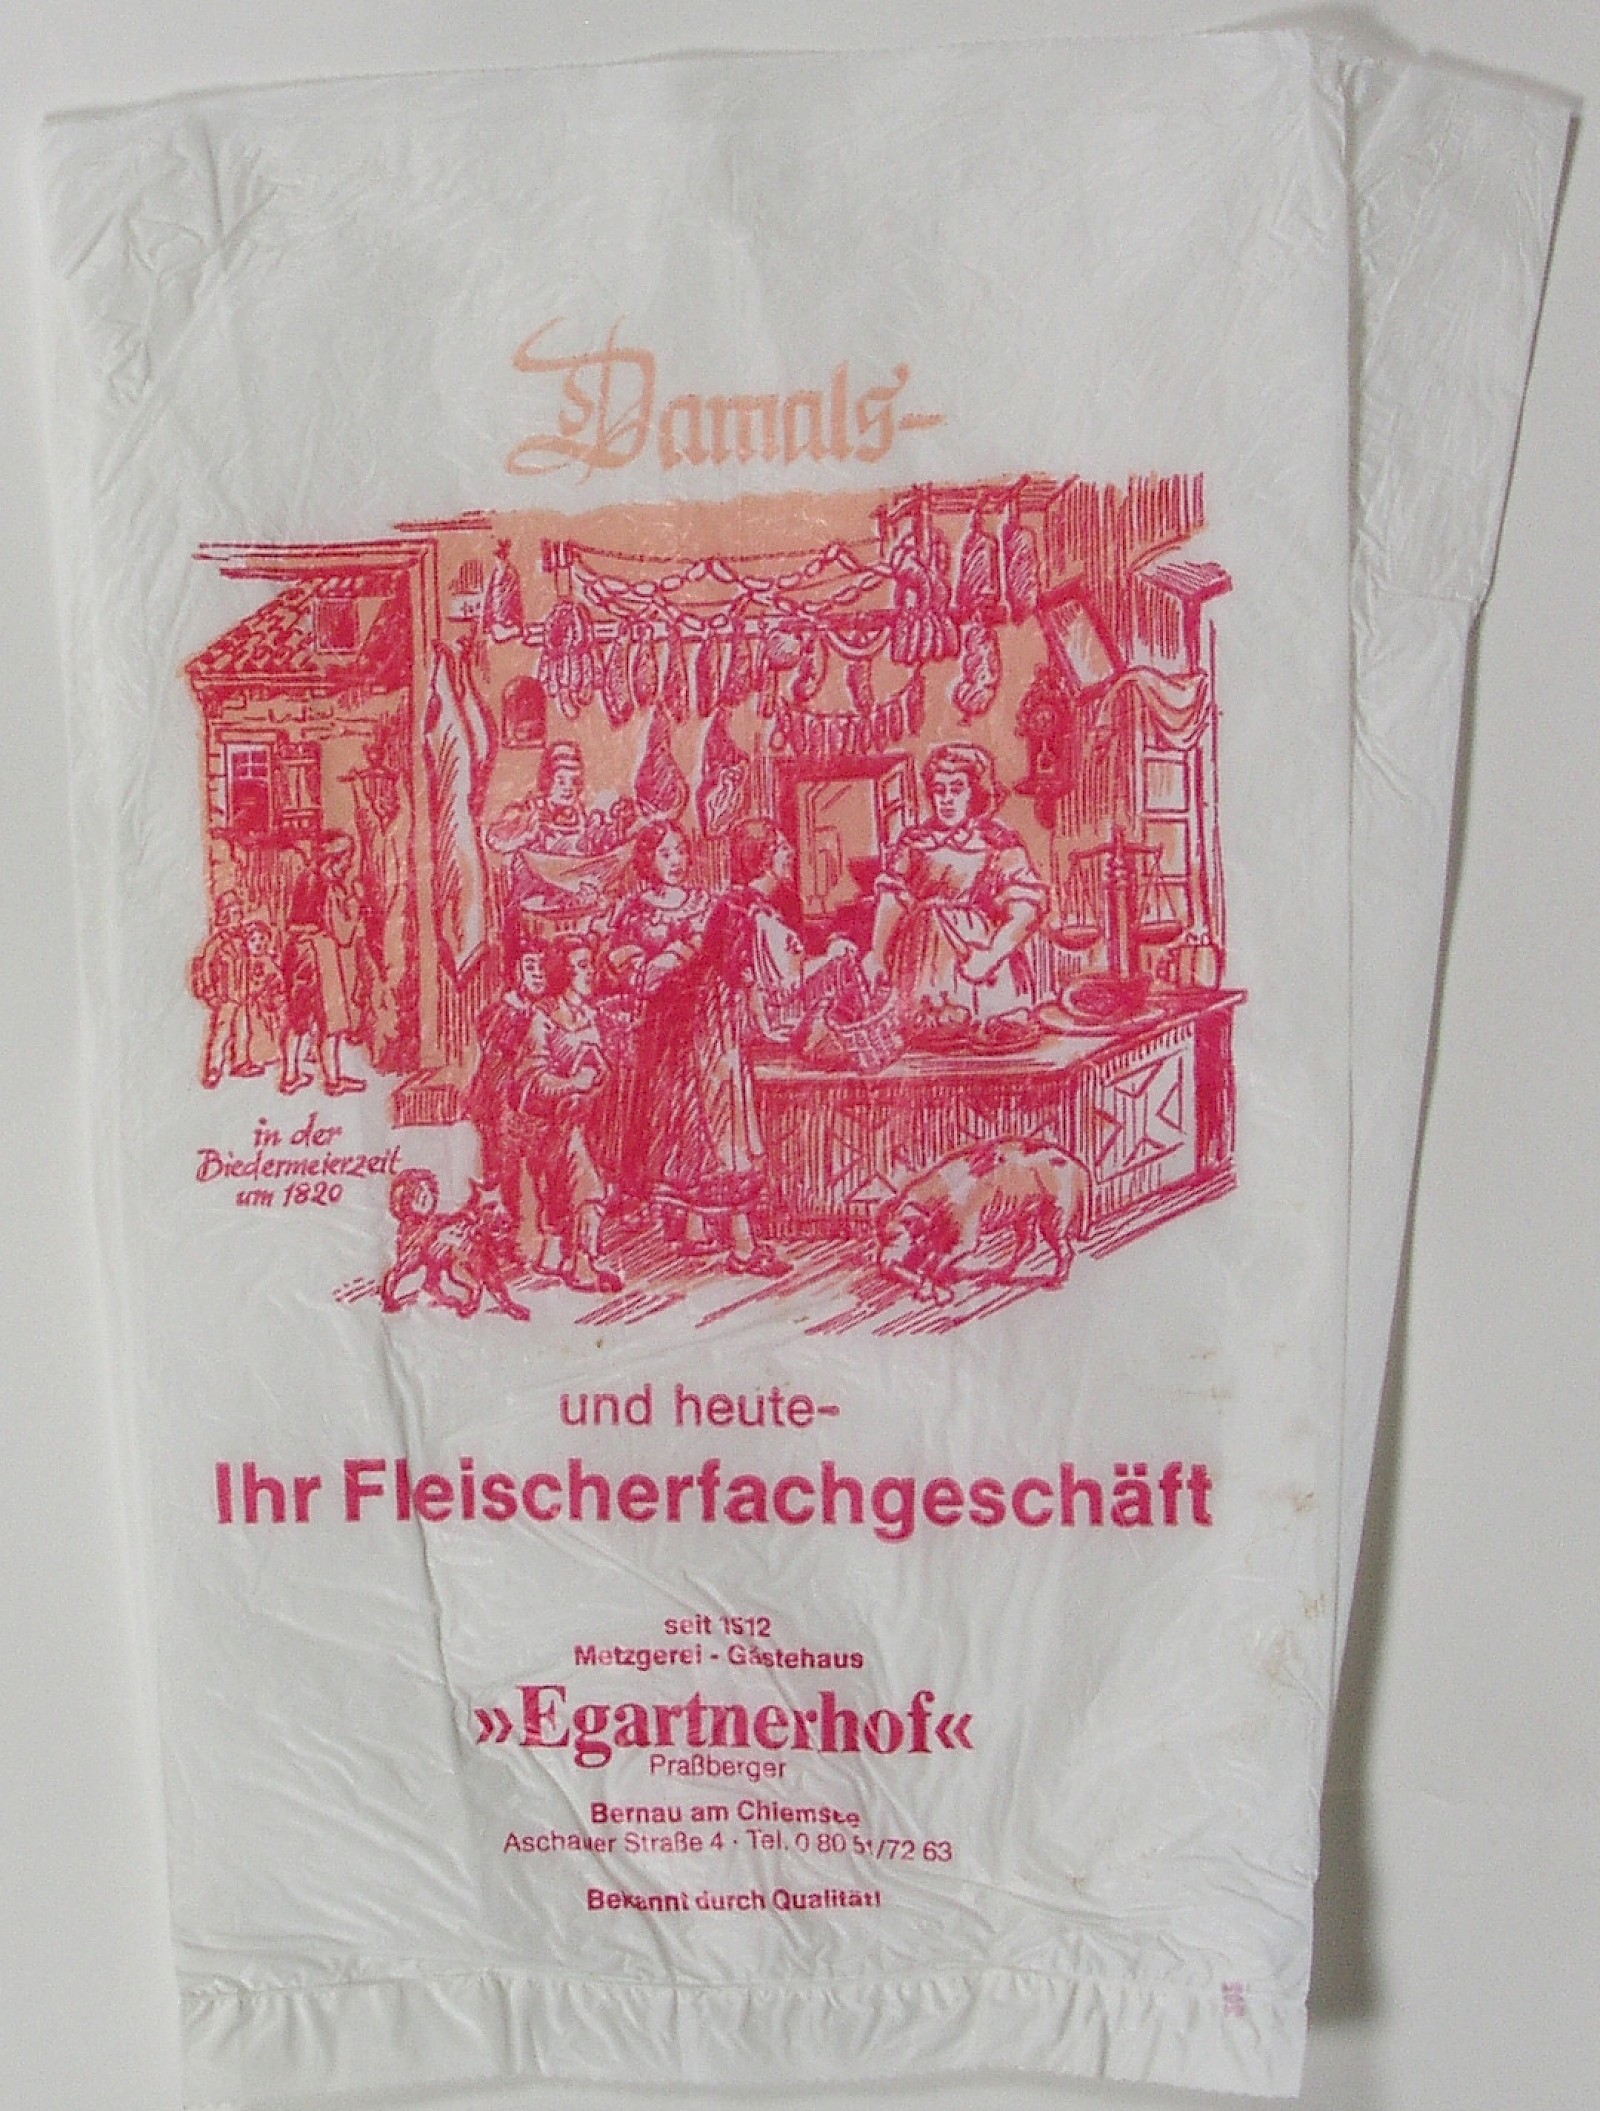 Damals-
in der
Biedermeierzeit
um 1820
und heute-
Ihr Fleischerfachgeschäft
seit 1512
Metzgerei - Gästehaus
»Egartnerhof«
Praßberger
Bernau am Chiemsee
Aschauer Straße 4 · Tel. 0 80 51/72 63
Bekannt durch Qualität!